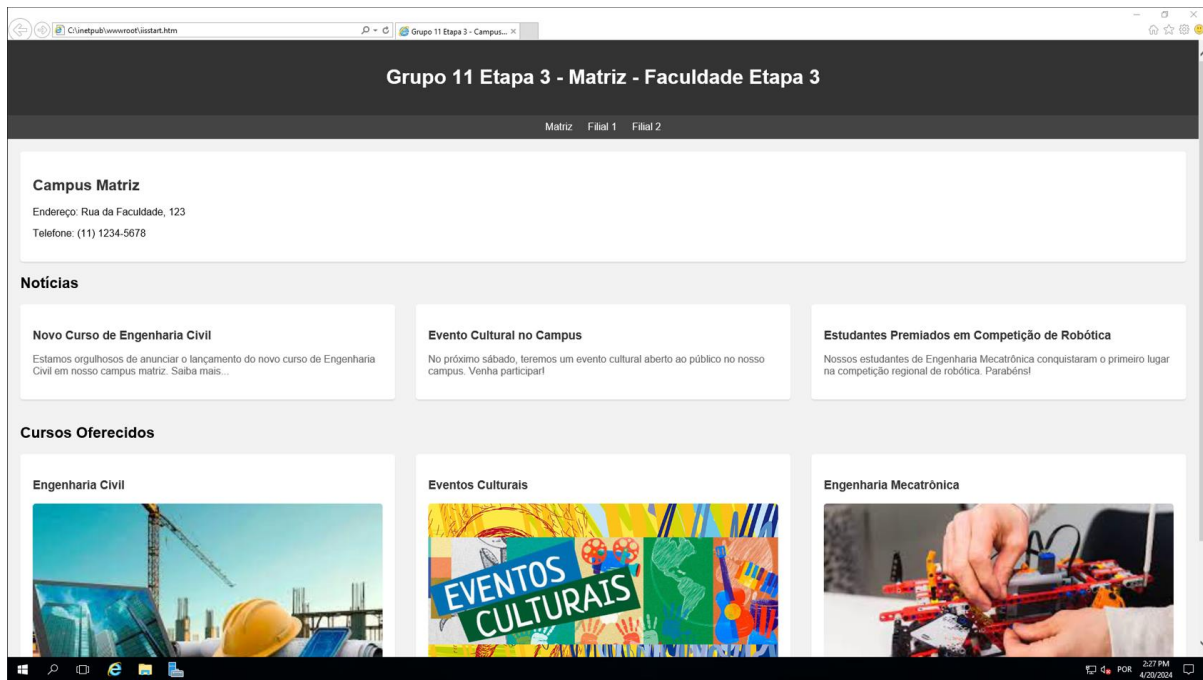 C:\inetpub\wwwroot\iisstart.htm
Grupo 11 Etapa 3 - Campus...
Grupo 11 Etapa 3 - Matriz - Faculdade Etapa 3
Matriz Filial 1 Filial 2
Campus Matriz
Endereço: Rua da Faculdade, 123
Telefone: (11) 1234-5678
Notícias
Novo Curso de Engenharia Civil
Estamos orgulhosos de anunciar o lançamento do novo curso de Engenharia
Civil em nosso campus matriz. Saiba mais...
Evento Cultural no Campus
No próximo sábado, teremos um evento cultural aberto ao público no nosso
campus. Venha participar!
Estudantes Premiados em Competição de Robótica
Nossos estudantes de Engenharia Mecatrônica conquistaram o primeiro lugar
na competição regional de robótica. Parabéns!
Cursos Oferecidos
Engenharia Civil
Eventos Culturais
EVENTOS
CULTURAIS
Engenharia Mecatrônica
POR
2:27 PM
4/20/2024